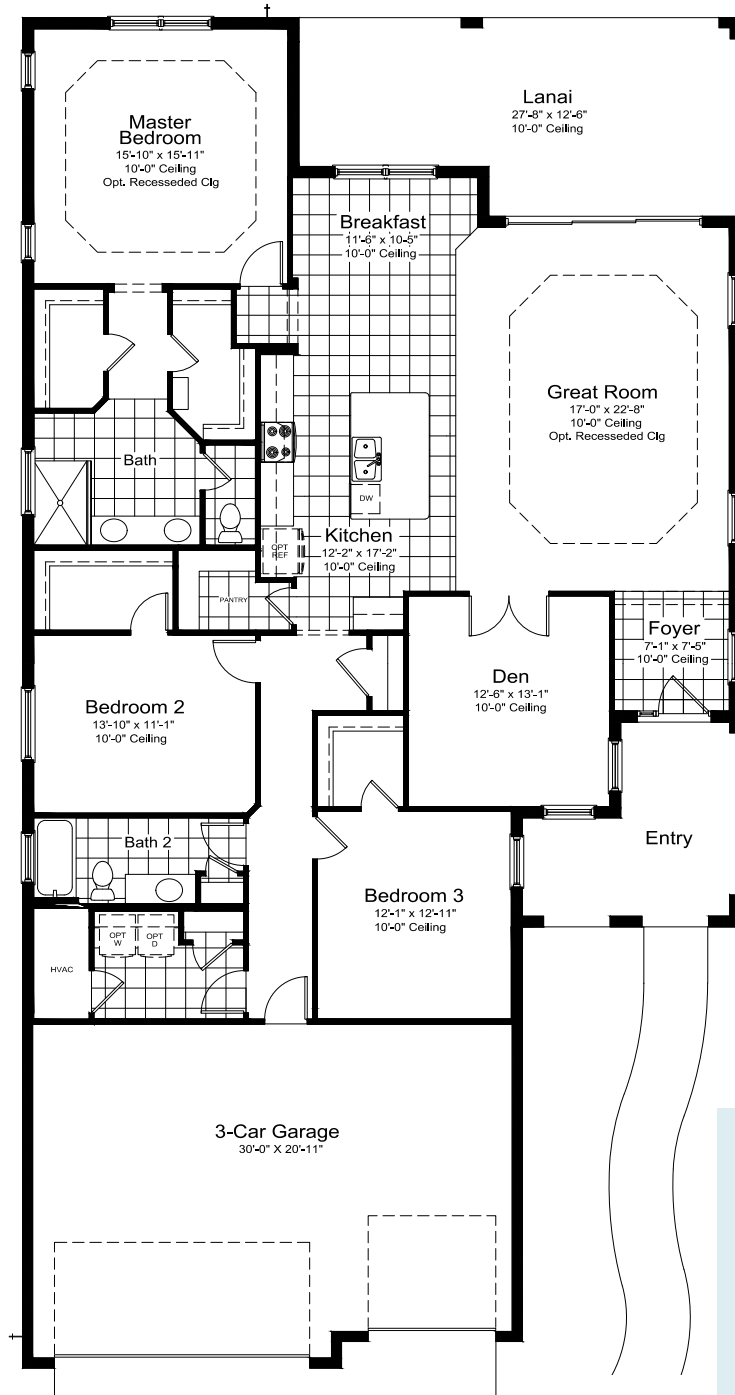 Lanai
27'-8" x 12'-6"
10'-0" Ceiling
Master
Bedroom
15'-10" x 15'-11"
10'-0" Ceiling
Opt. Recesseded Clg
Breakfast
11'-6" x 10'-5"
10'-0" Ceiling
Great Room
17'-0" x 22'-8"
10'-0" Ceiling
Opt. Recesseded Clg
Bath
DW
Kitchen
12'-2" x 17'-2"
10'-0" Ceiling
OPT
REF
PANTRY
Foyer
7'-1" x 7'-5"
10'-0" Ceiling
Den
12'-6" x 13'-1"
10'-0" Ceiling
Bedroom 2
13'-10" x 11'-1"
10'-0" Ceiling
Entry
Bath 2
Bedroom 3
12'-1" x 12'-11"
10'-0" Ceiling
OPT
W
OPT
D
HVAC
3-Car Garage
30'-0" X 20'-11"